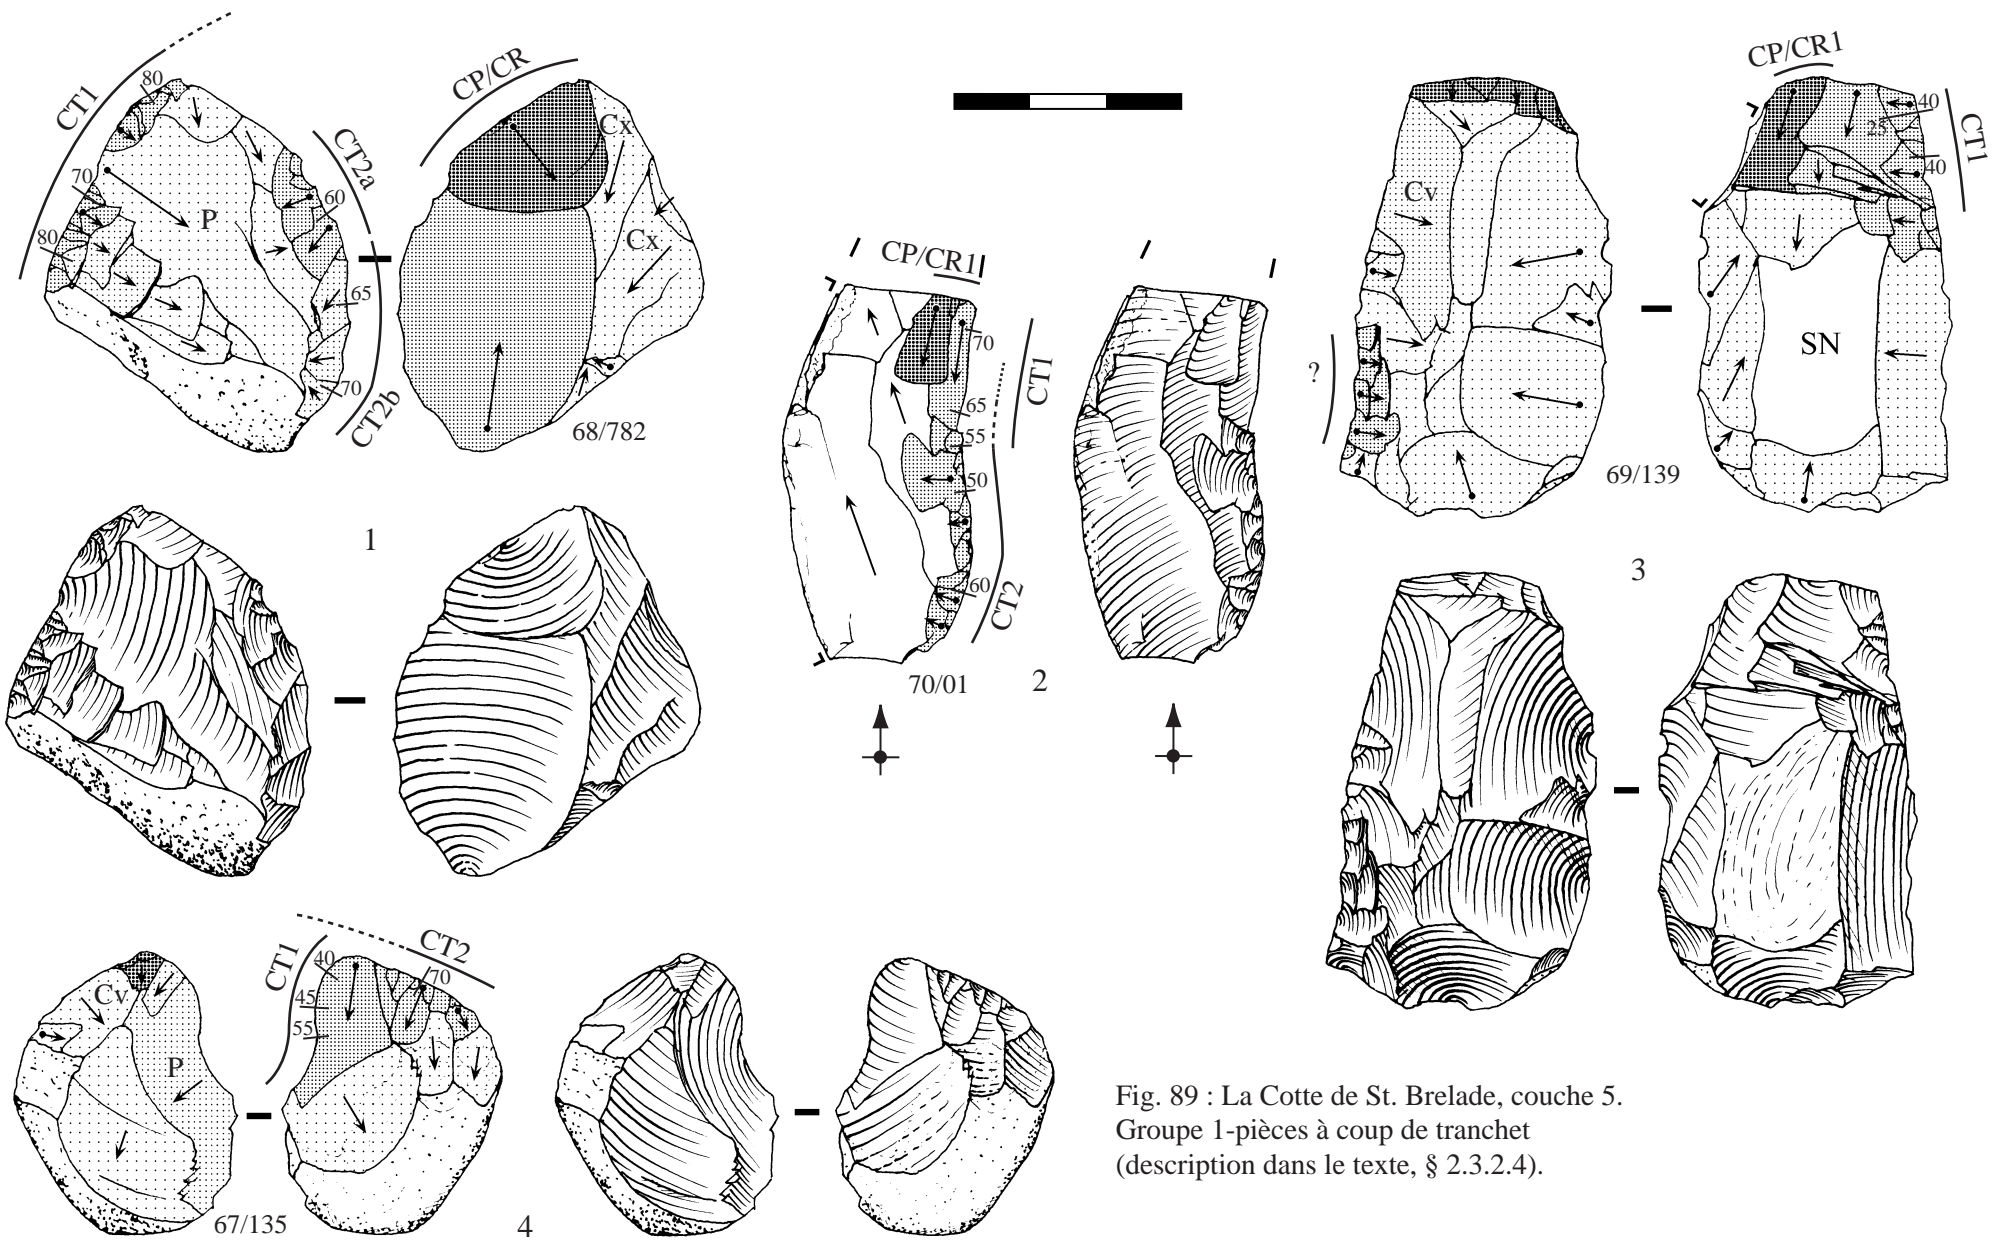 CT1
80
70
80
P
CT2a
60
65
70
CT2b
CP/CR
Cx
Cx
68/782
1
CP/CR1
70
65
55
50
60
CT1
CT2
70/01
2
Cv
?
69/139
CP/CR1
40
25
40
CT1
SN
3
Cv
P
67/135
CT1
40
45
55
CT2
70
4
Fig. 89 : La Cotte de St. Brelade, couche 5.
Groupe 1-pièces à coup de tranchet
(description dans le texte, § 2.3.2.4).